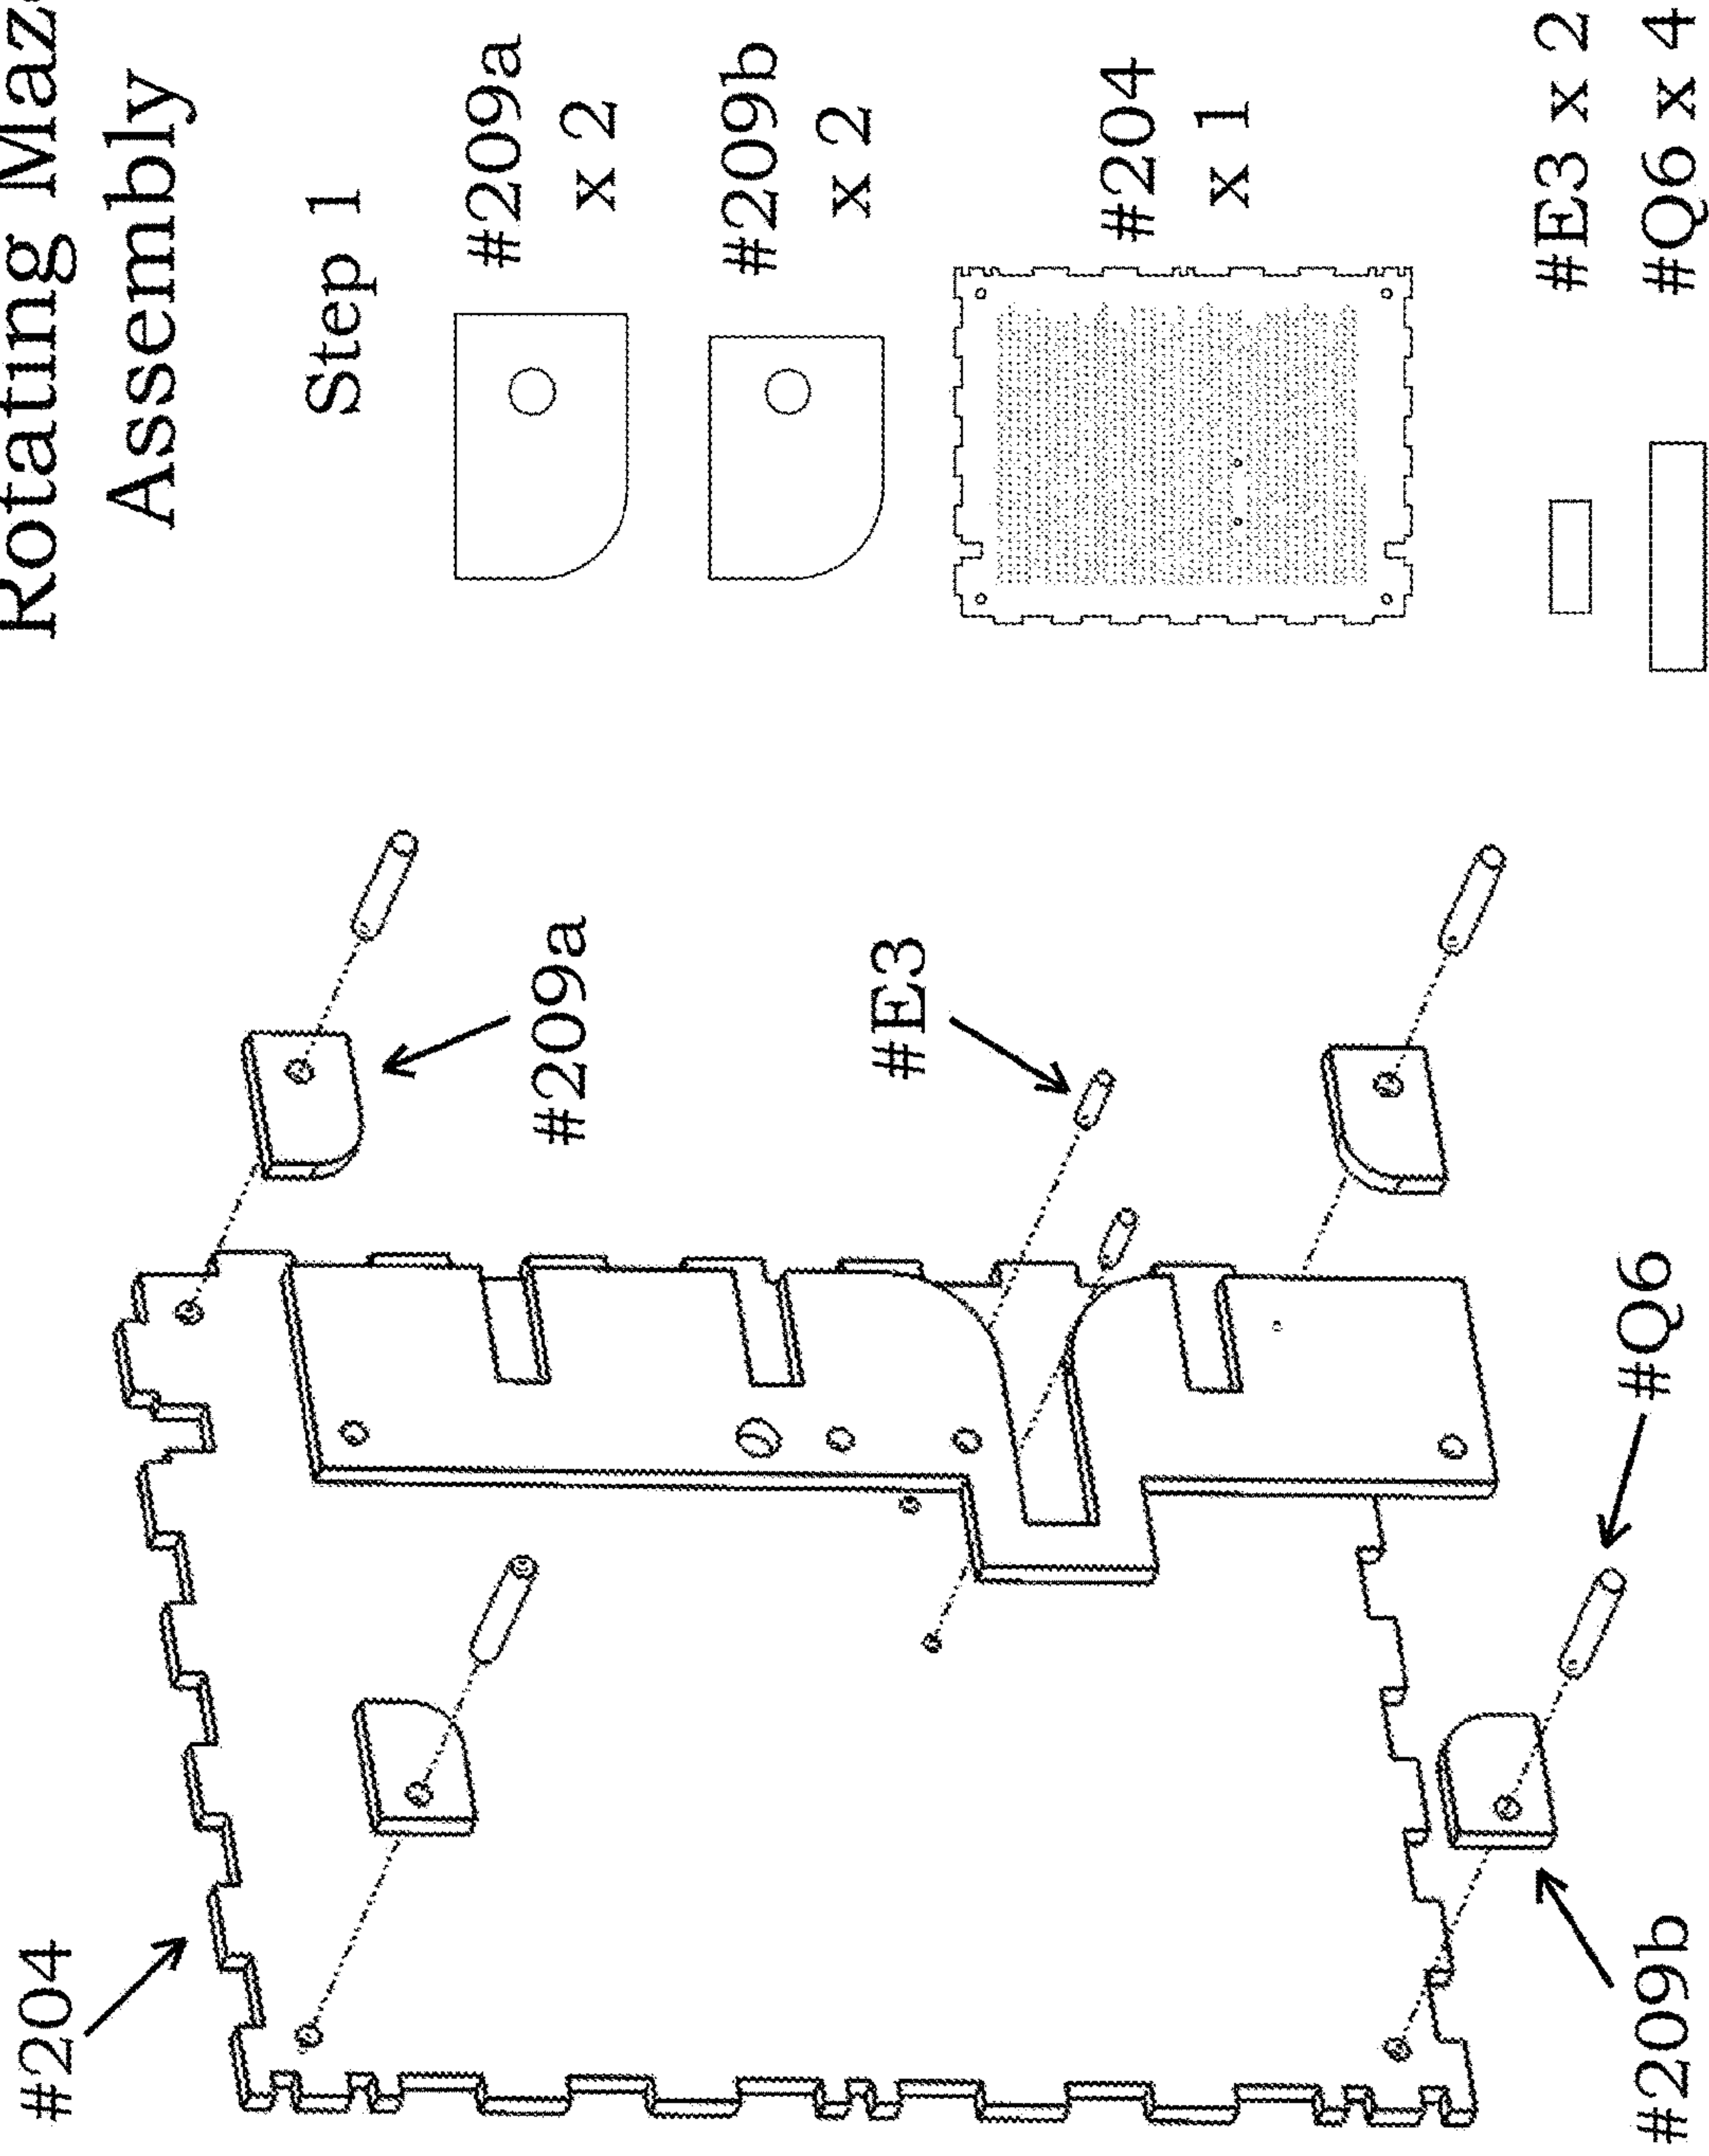 Rotating Maz
Assembly
Step 1
#209a
x 2
#209b
x 2
#204
x 1
#E3 x 2
#Q6 x 4
#204
#209a
#E3
#Q6
#209b